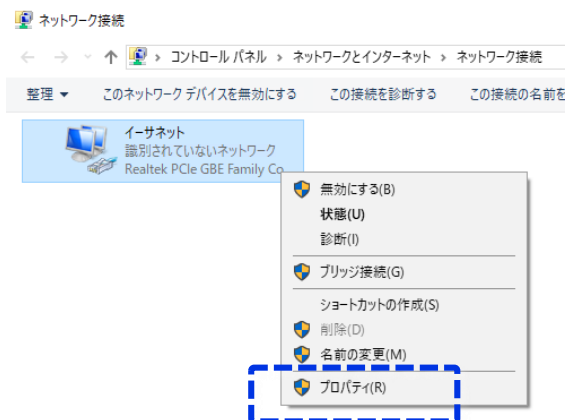 ネットワーク接続
コントロール パネル › ネットワークとインターネット › ネットワーク接続
整理 ▼ このネットワーク デバイスを無効にする この接続を診断する この接続の名前を
イーサネット
識別されていないネットワーク
Realtek PCIe GBE Family Co
無効にする(B)
状態(U)
診断(I)
ブリッジ接続(G)
ショートカットの作成(S)
削除(D)
名前の変更(M)
プロパティ(R)